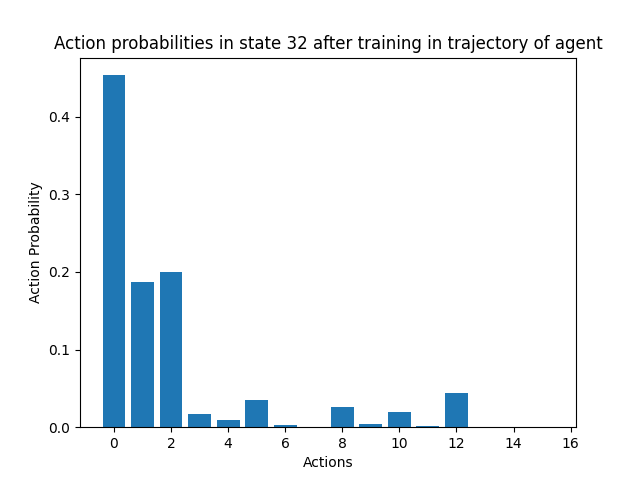 Action probabilities in state 32 after training in trajectory of agent
0.4
0.3
0.2
0.1
0.0
Action Probability
0 2 4 6 8 10 12 14 16
Actions